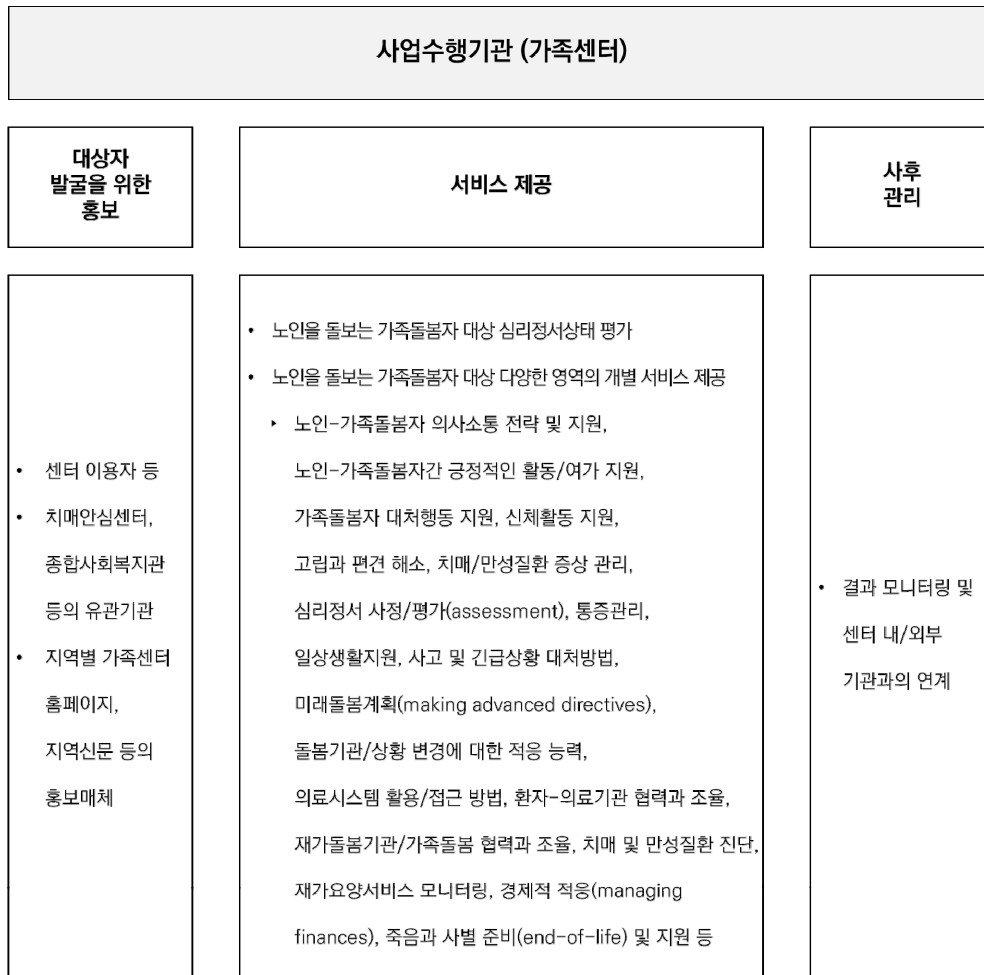 사업수행기관 (가족센터)
대상자
발굴을 위한
홍보
서비스 제공
사후
관리
• 센터 이용자 등
• 치매안심센터,
종합사회복지관
등의 유관기관
• 지역별 가족센터
홈페이지,
지역신문 등의
홍보매체
• 노인을 돌보는 가족돌봄자 대상 심리정서상태 평가
• 노인을 돌보는 가족돌봄자 대상 다양한 영역의 개별 서비스 제공
‣ 노인-가족돌봄자 의사소통 전략 및 지원,
노인-가족돌봄자간 긍정적인 활동/여가 지원,
가족돌봄자 대처행동 지원, 신체활동 지원,
고립과 편견 해소, 치매/만성질환 증상 관리,
심리정서 사정/평가(assessment), 통증관리,
일상생활지원, 사고 및 긴급상황 대처방법,
미래돌봄계획(making advanced directives),
돌봄기관/상황 변경에 대한 적응 능력,
의료시스템 활용/접근 방법, 환자-의료기관 협력과 조율,
재가돌봄기관/가족돌봄 협력과 조율, 치매 및 만성질환 진단,
재가요양서비스 모니터링, 경제적 적응(managing
finances), 죽음과 사별 준비(end-of-life) 및 지원 등
• 결과 모니터링 및
센터 내/외부
기관과의 연계